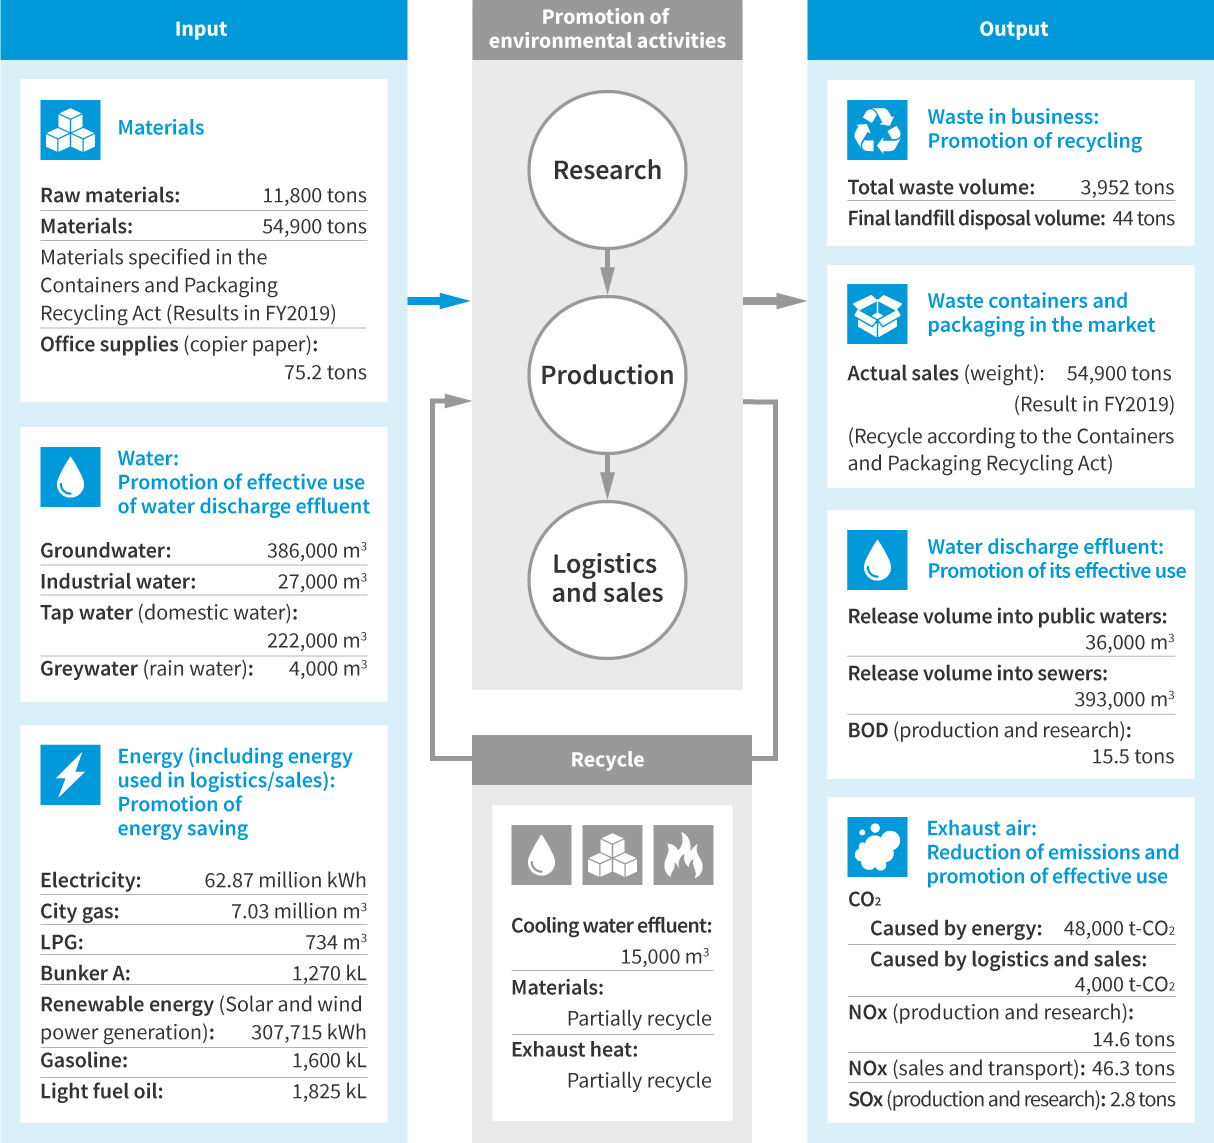 Input
Materials
Raw materials: 11,800 tons
Materials: 54,900 tons
Materials specified in the
Containers and Packaging
Recycling Act (Results in FY2019)
Office supplies (copier paper):
75.2 tons
Water:
Promotion of effective use
of water discharge effluent
Groundwater: 386,000 m³
Industrial water: 27,000 m³
Tap water (domestic water):
222,000 m³
Greywater (rain water): 4,000 m³
Energy (including energy
used in logistics/sales):
Promotion of
energy saving
Electricity: 62.87 million kWh
City gas: 7.03 million m³
LPG: 734 m³
Bunker A: 1,270 kL
Renewable energy (Solar and wind
power generation): 307,715 kWh
Gasoline: 1,600 kL
Light fuel oil: 1,825 kL
Promotion of
environmental activities
Research
Production
Logistics
and sales
Recycle
Cooling water effluent:
15,000 m³
Materials:
Partially recycle
Exhaust heat:
Partially recycle
Output
Waste in business:
Promotion of recycling
Total waste volume: 3,952 tons
Final landfill disposal volume: 44 tons
Waste containers and
packaging in the market
Actual sales (weight): 54,900 tons
(Result in FY2019)
(Recycle according to the Containers
and Packaging Recycling Act)
Water discharge effluent:
Promotion of its effective use
Release volume into public waters:
36,000 m³
Release volume into sewers:
393,000 m³
BOD (production and research):
15.5 tons
Exhaust air:
Reduction of emissions and
promotion of effective use
CO₂
Caused by energy: 48,000 t-CO₂
Caused by logistics and sales:
4,000 t-CO₂
NOx (production and research):
14.6 tons
NOx (sales and transport): 46.3 tons
SOx (production and research): 2.8 tons